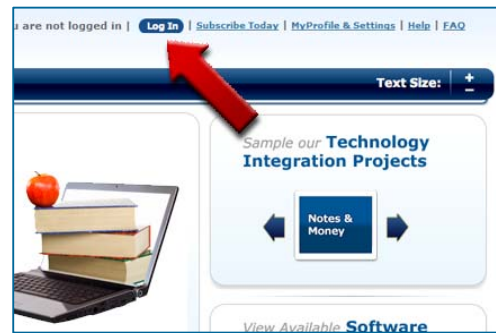 u are not logged in | Log In | Subscribe Today | MyProfile & Settings | Help | FAQ
Text Size: + −
Sample our Technology
Integration Projects
Notes &
Money
View Available Software